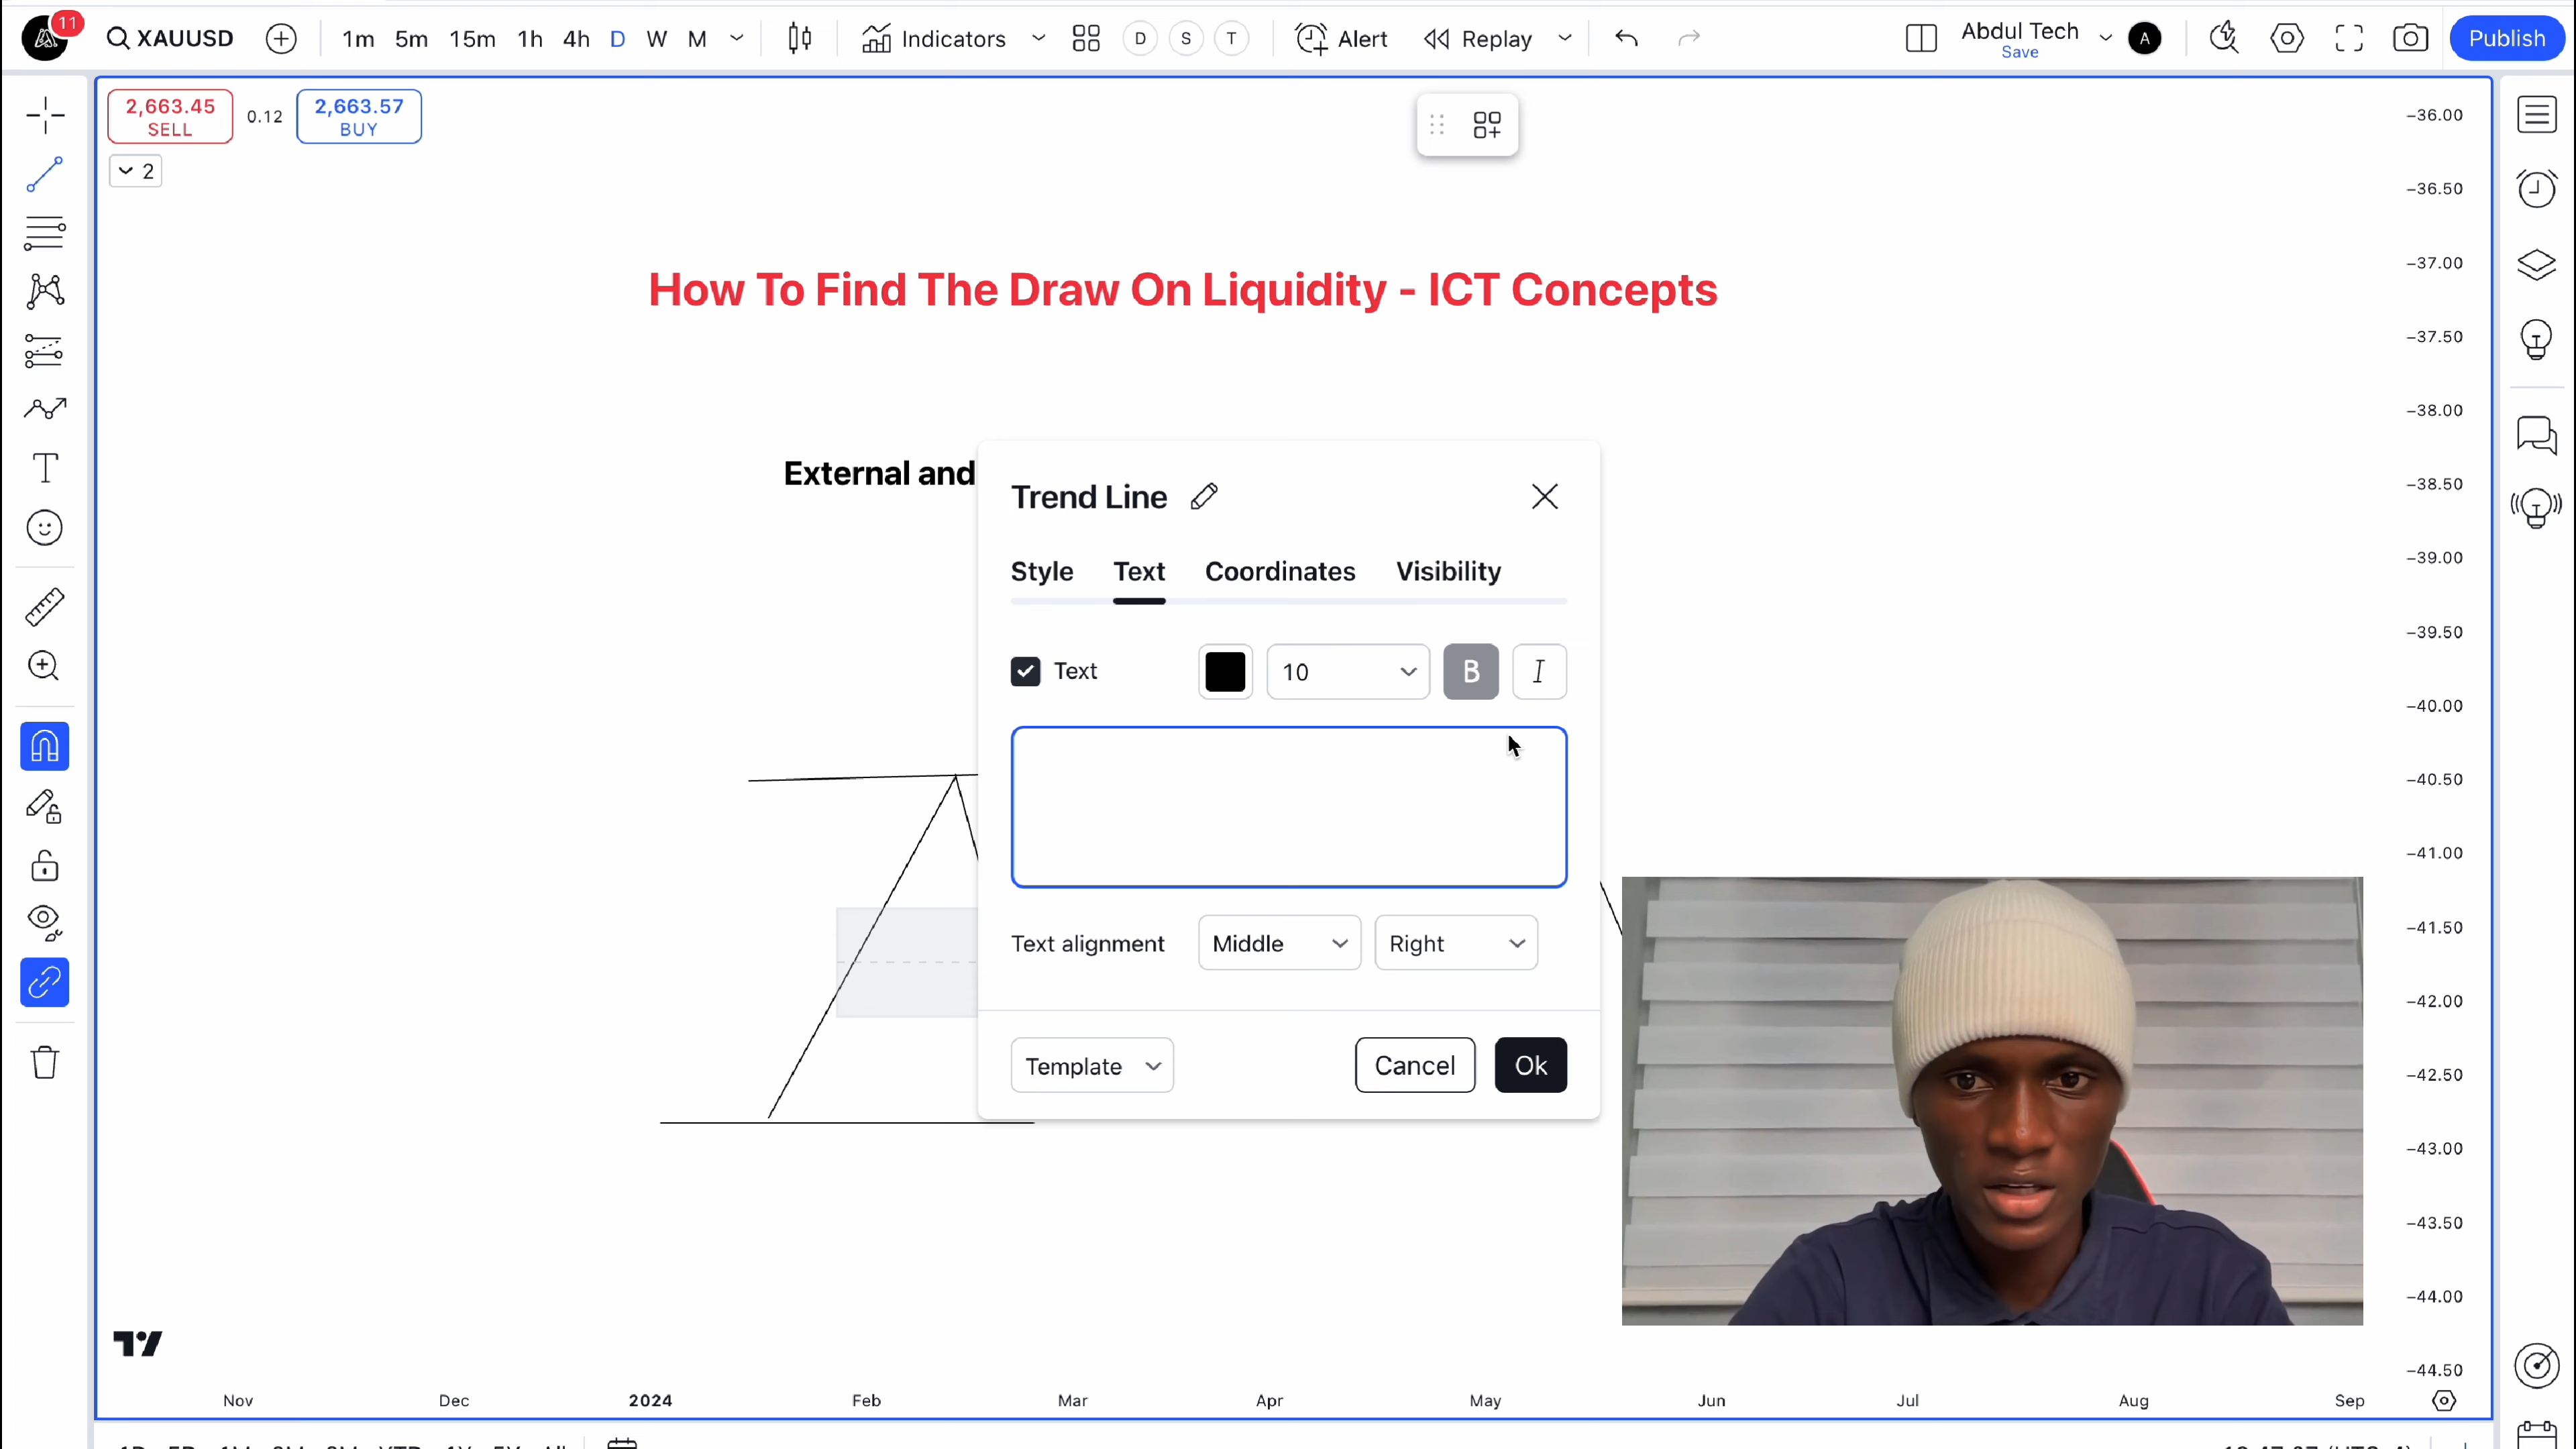 11
XAUUSD 1m 5m 15m 1h 4h D W M Indicators D S T Alert Replay Abdul Tech A Publish
Save
2,663.45 0.12 2,663.57
SELL BUY
2
How To Find The Draw On Liquidity - ICT Concepts
External and
Trend Line
Style Text Coordinates Visibility
Text 10 B I
Text alignment Middle Right
Template Cancel Ok
−36.00
−36.50
−37.00
−37.50
−38.00
−38.50
−39.00
−39.50
−40.00
−40.50
−41.00
−41.50
−42.00
−42.50
−43.00
−43.50
−44.00
−44.50
Nov Dec 2024 Feb Mar Apr May Jun Jul Aug Sep